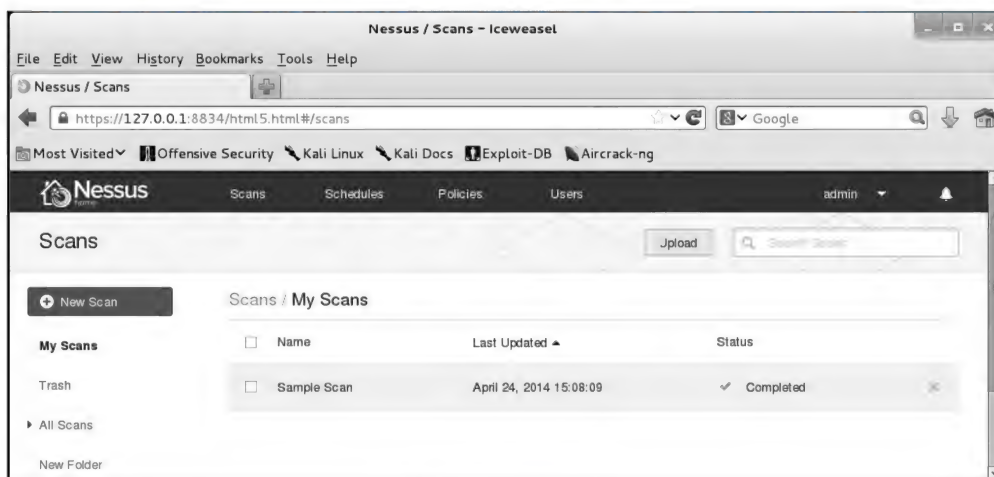 Nessus / Scans - Iceweasel
File Edit View History Bookmarks Tools Help
Nessus / Scans
https://127.0.0.1:8834/html5.html#/scans
Google
Most Visited Offensive Security Kali Linux Kali Docs Exploit-DB Aircrack-ng
Nessus
home
Scans Schedules Policies Users admin
Scans
Upload
New Scan
Scans / My Scans
My Scans
Name Last Updated Status
Trash
Sample Scan April 24, 2014 15:08:09 Completed
All Scans
New Folder